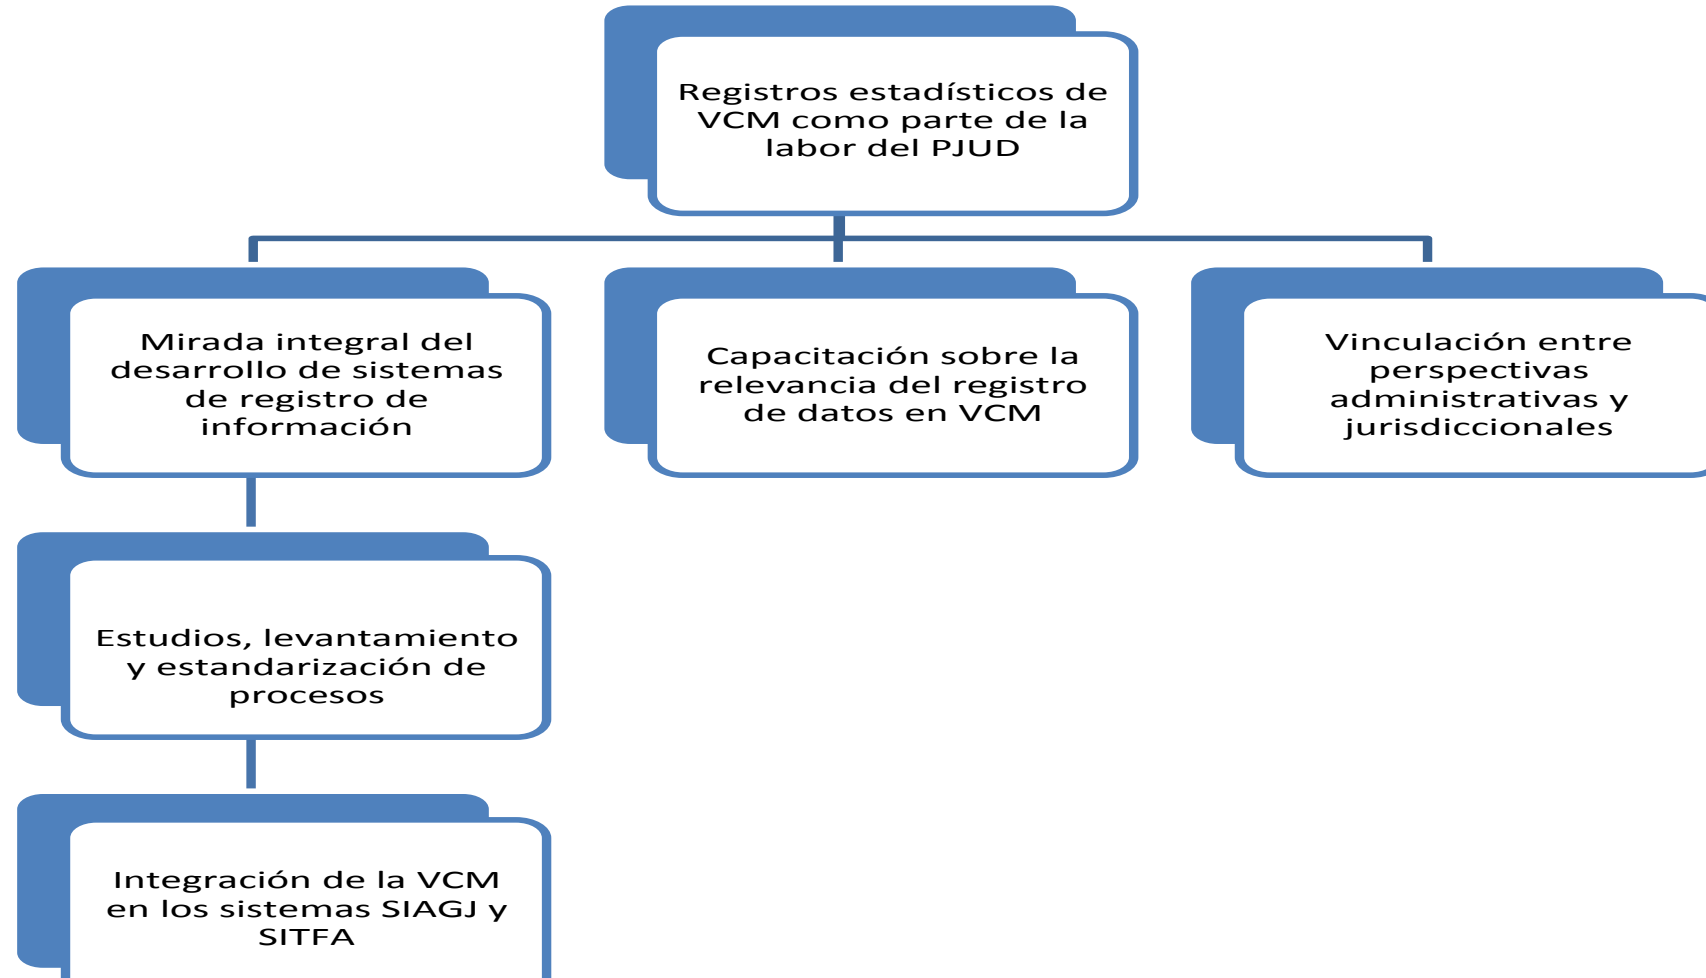 Registros estadísticos de
VCM como parte de la
labor del PJUD
Mirada integral del
desarrollo de sistemas
de registro de
información
Capacitación sobre la
relevancia del registro
de datos en VCM
Vinculación entre
perspectivas
administrativas y
jurisdiccionales
Estudios, levantamiento
y estandarización de
procesos
Integración de la VCM
en los sistemas SIAGJ y
SITFA